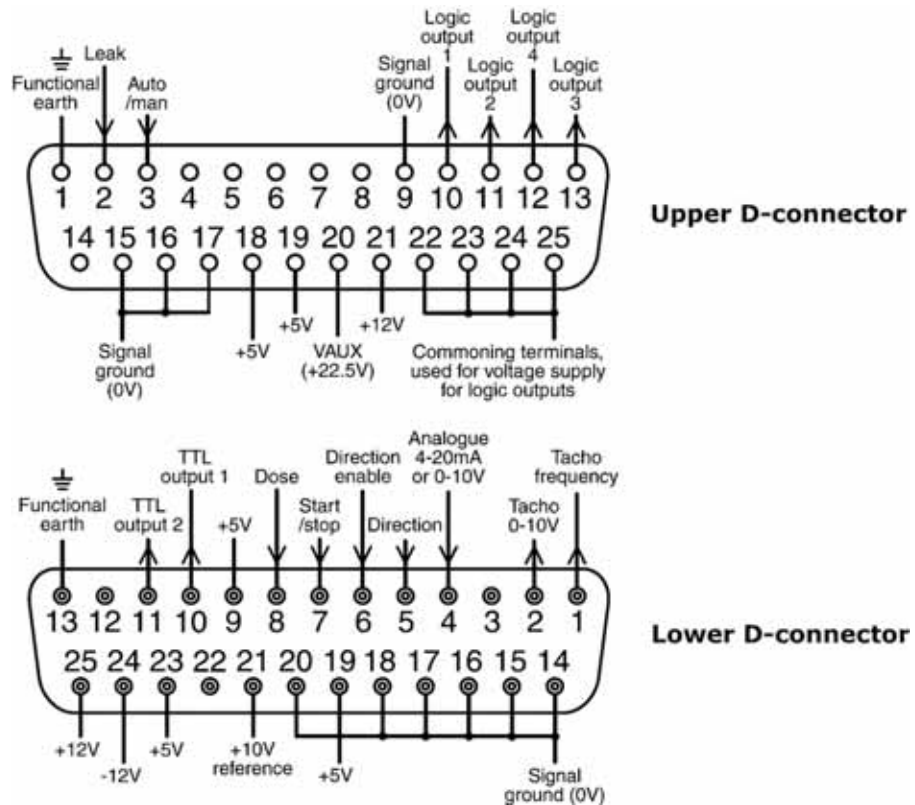 Leak
Functional
earth
Auto
/man
Signal
ground
(0V)
Logic
output
1
Logic
output
2
Logic
output
4
Logic
output
3
1 2 3 4 5 6 7 8 9 10 11 12 13
14 15 16 17 18 19 20 21 22 23 24 25
Upper D-connector
Signal
ground
(0V)
+5V
+5V
VAUX
(+22.5V)
+12V
Commoning terminals,
used for voltage supply
for logic outputs
Functional
earth
TTL
output 2
TTL
output 1
+5V
Dose
Start
/stop
Direction
enable
Direction
Analogue
4-20mA
or 0-10V
Tacho
0-10V
Tacho
frequency
13 12 11 10 9 8 7 6 5 4 3 2 1
25 24 23 22 21 20 19 18 17 16 15 14
Lower D-connector
+12V
-12V
+5V
+10V
reference
+5V
Signal
ground (0V)